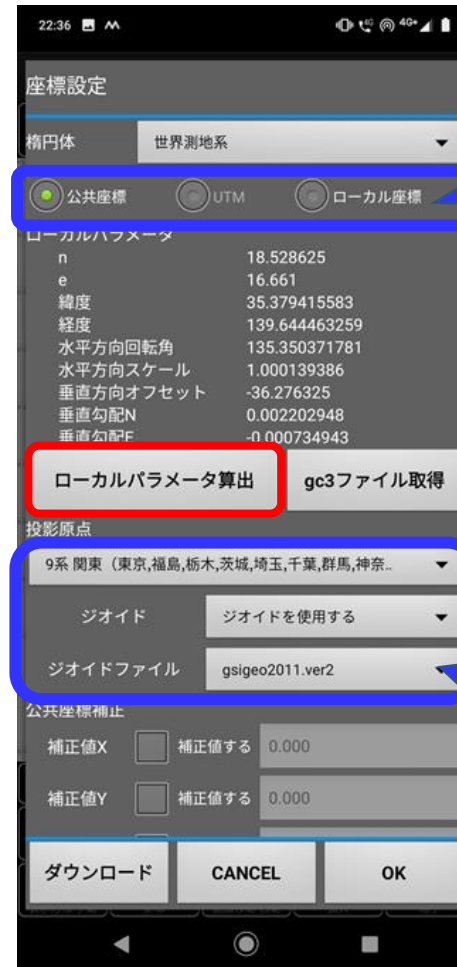 22:36 4G 4G+
座標設定
楕円体 世界測地系
公共座標 UTM ローカル座標
ローカルパラメータ
n 18.528625
e 16.661
緯度 35.379415583
経度 139.644463259
水平方向回転角 135.350371781
水平方向スケール 1.000139386
垂直方向オフセット -36.276325
垂直勾配N 0.002202948
垂直勾配E -0.000734943
ローカルパラメータ算出 gc3ファイル取得
投影原点
9系 関東（東京,福島,栃木,茨城,埼玉,千葉,群馬,神奈..
ジオイド ジオイドを使用する
ジオイドファイル gsigeo2011.ver2
公共座標補正
補正値X 補正値する 0.000
補正値Y 補正値する 0.000
ダウンロード CANCEL OK